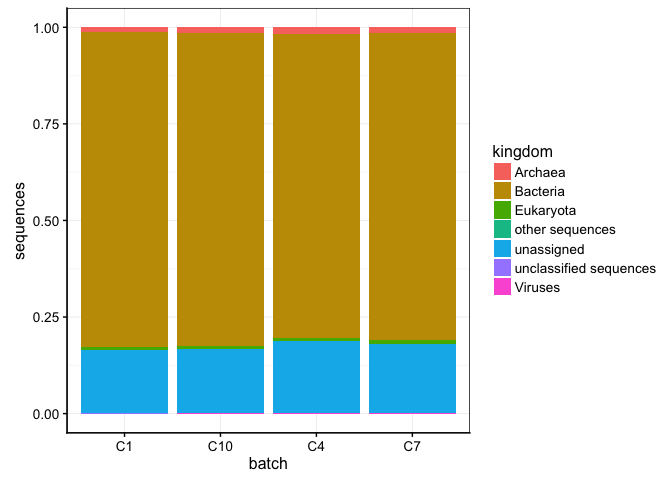 1.00
0.75
0.50
0.25
0.00
sequences
C1 C10 C4 C7
batch
kingdom
Archaea
Bacteria
Eukaryota
other sequences
unassigned
unclassified sequences
Viruses